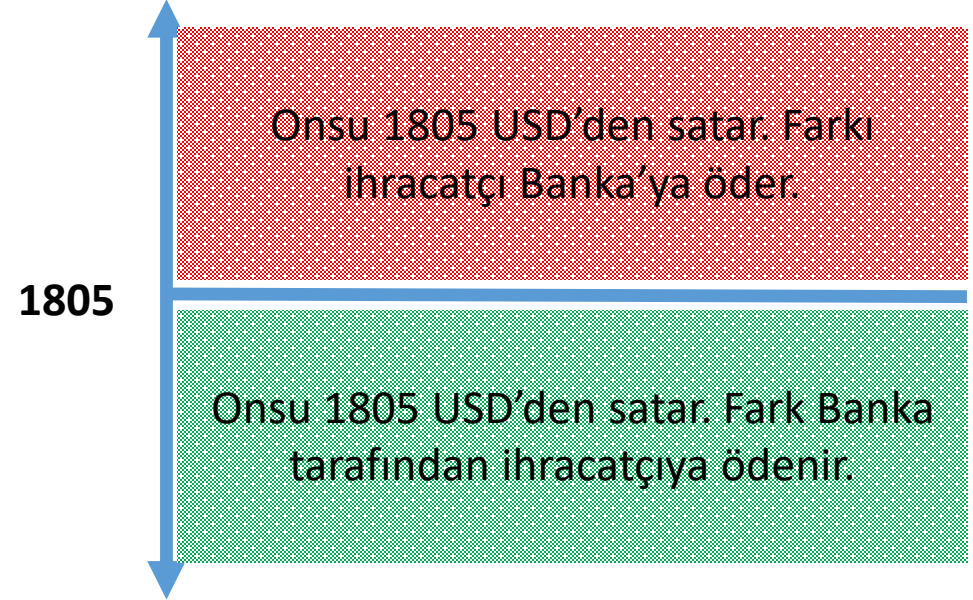 Onsu 1805 USD’den satar. Farkı
ihracatçı Banka’ya öder.
1805
Onsu 1805 USD’den satar. Fark Banka
tarafından ihracatçıya ödenir.